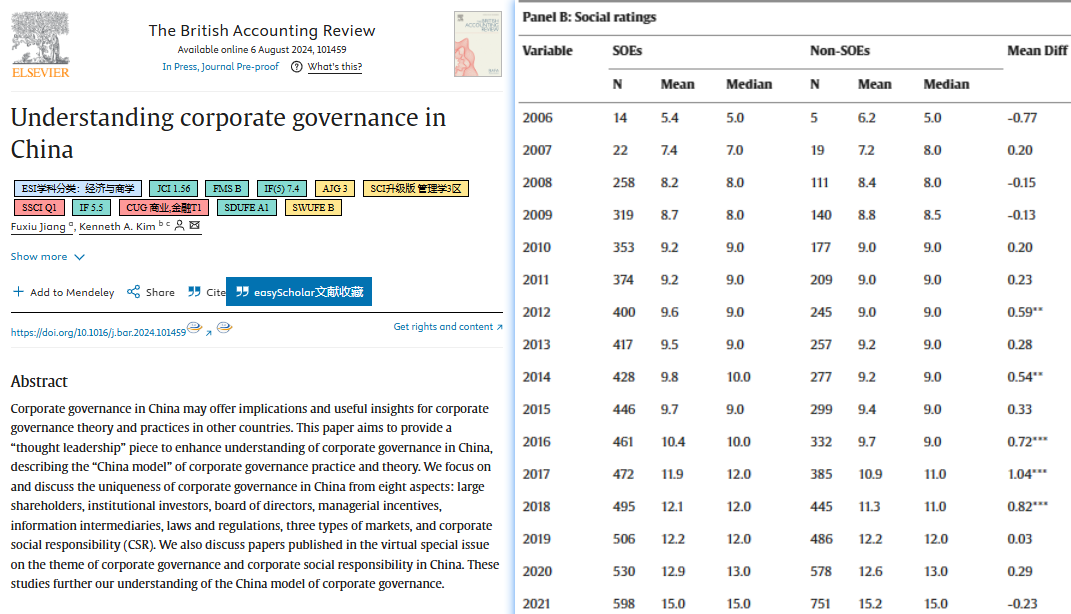 ELSEVIER
The British Accounting Review
Available online 6 August 2024, 101459
In Press, Journal Pre-proof What's this?
Understanding corporate governance in
China
ESI学科分类：经济与商学 JCI 1.56 FMS B IF(5) 7.4 AJG 3 SCI升级版 管理学3区
SSCI Q1 IF 5.5 CUG 商业,金融T1 SDUFE A1 SWUFE B
Fuxiu Jiang a, Kenneth A. Kim b c
Show more
Add to Mendeley Share Cite easyScholar文献收藏
https://doi.org/10.1016/j.bar.2024.101459 Get rights and content
Abstract
Corporate governance in China may offer implications and useful insights for corporate
governance theory and practices in other countries. This paper aims to provide a
“thought leadership” piece to enhance understanding of corporate governance in China,
describing the “China model” of corporate governance practice and theory. We focus on
and discuss the uniqueness of corporate governance in China from eight aspects: large
shareholders, institutional investors, board of directors, managerial incentives,
information intermediaries, laws and regulations, three types of markets, and corporate
social responsibility (CSR). We also discuss papers published in the virtual special issue
on the theme of corporate governance and corporate social responsibility in China. These
studies further our understanding of the China model of corporate governance.
Panel B: Social ratings
Variable SOEs Non-SOEs Mean Diff
N Mean Median N Mean Median
2006 14 5.4 5.0 5 6.2 5.0 -0.77
2007 22 7.4 7.0 19 7.2 8.0 0.20
2008 258 8.2 8.0 111 8.4 8.0 -0.15
2009 319 8.7 8.0 140 8.8 8.5 -0.13
2010 353 9.2 9.0 177 9.0 9.0 0.20
2011 374 9.2 9.0 209 9.0 9.0 0.23
2012 400 9.6 9.0 245 9.0 9.0 0.59**
2013 417 9.5 9.0 257 9.2 9.0 0.28
2014 428 9.8 10.0 277 9.2 9.0 0.54**
2015 446 9.7 9.0 299 9.4 9.0 0.33
2016 461 10.4 10.0 332 9.7 9.0 0.72***
2017 472 11.9 12.0 385 10.9 11.0 1.04***
2018 495 12.1 12.0 445 11.3 11.0 0.82***
2019 506 12.2 12.0 486 12.2 12.0 0.03
2020 530 12.9 13.0 578 12.6 13.0 0.29
2021 598 15.0 15.0 751 15.2 15.0 -0.23